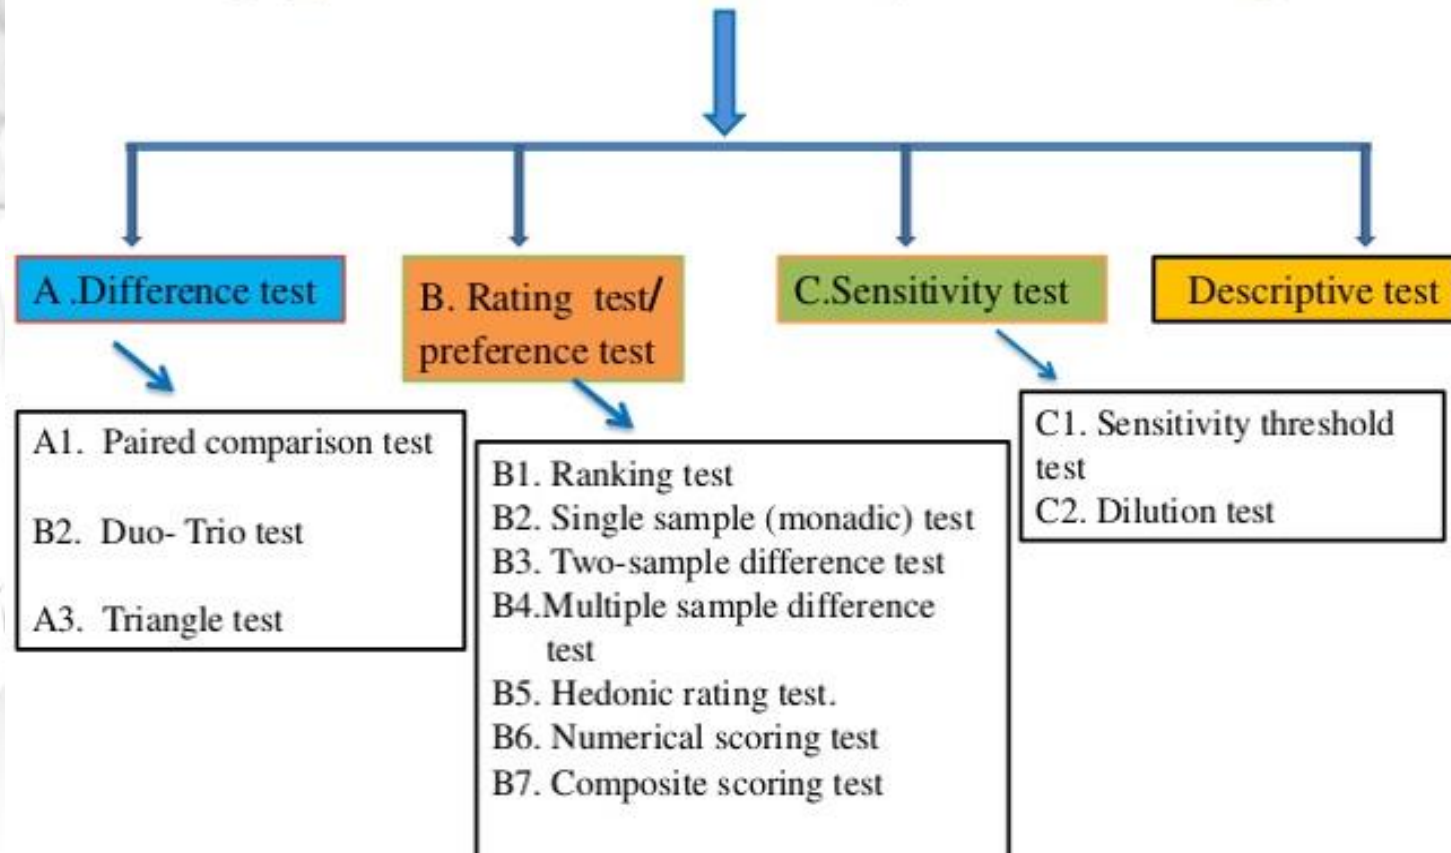 A .Difference test
B. Rating test/
preference test
C.Sensitivity test
Descriptive test
A1. Paired comparison test
B2. Duo- Trio test
A3. Triangle test
B1. Ranking test
B2. Single sample (monadic) test
B3. Two-sample difference test
B4.Multiple sample difference
test
B5. Hedonic rating test.
B6. Numerical scoring test
B7. Composite scoring test
C1. Sensitivity threshold
test
C2. Dilution test